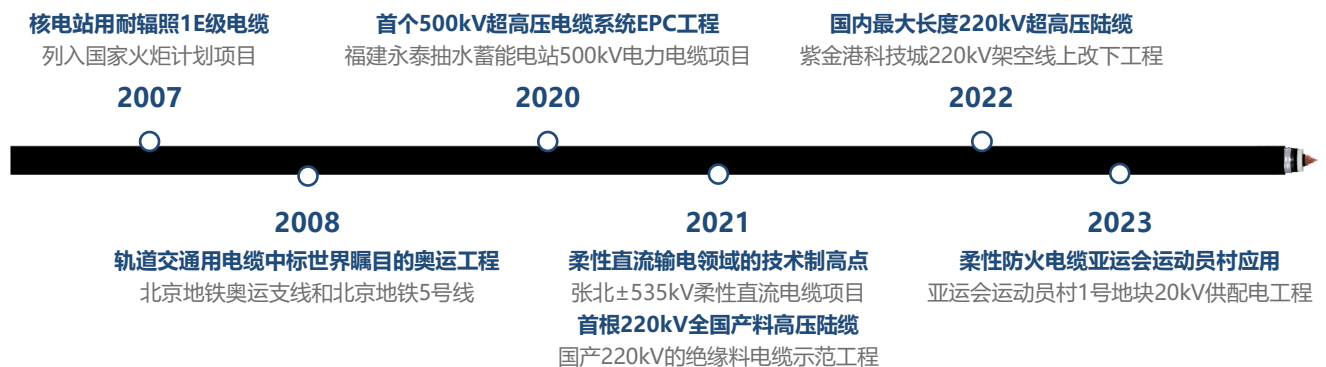 核电站用耐辐照1E级电缆
列入国家火炬计划项目
2007
首个500kV超高压电缆系统EPC工程
福建永泰抽水蓄能电站500kV电力电缆项目
2020
国内最大长度220kV超高压陆缆
紫金港科技城220kV架空线上改下工程
2022
2008
轨道交通用电缆中标世界瞩目的奥运工程
北京地铁奥运支线和北京地铁5号线
2021
柔性直流输电领域的技术制高点
张北±535kV柔性直流电缆项目
首根220kV全国产料高压陆缆
国产220kV的绝缘料电缆示范工程
2023
柔性防火电缆亚运会运动员村应用
亚运会运动员村1号地块20kV供配电工程